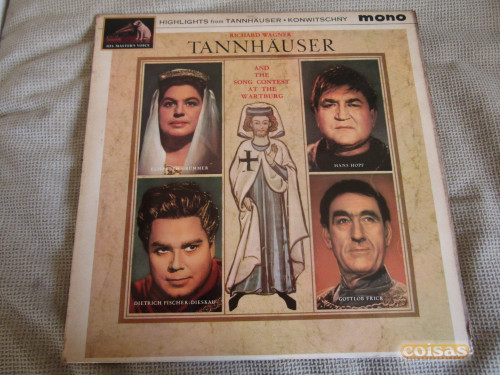 HIGHLIGHTS from TANNHÄUSER • KONWITSCHNY mono
HIS MASTER'S VOICE
RICHARD WAGNER
TANNHÄUSER
AND
THE
SONG CONTEST
AT THE
WARTBURG
HANS HOPF
DIETRICH FISCHER-DIESKAU
GOTTLOB FRICK
coisas